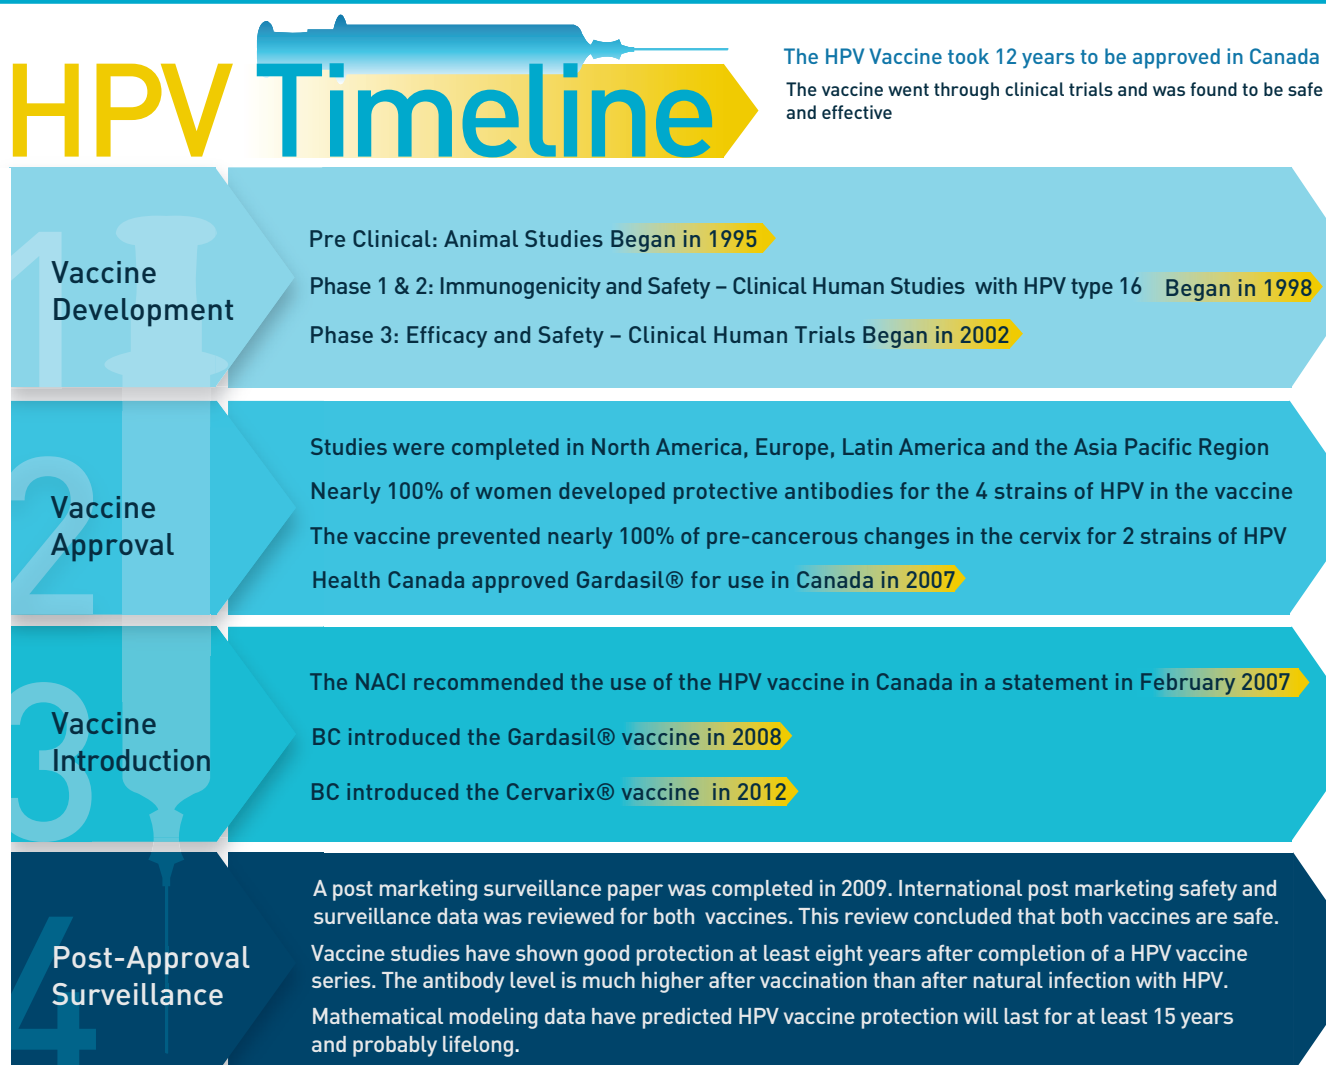 HPV Timeline
The HPV Vaccine took 12 years to be approved in Canada
The vaccine went through clinical trials and was found to be safe
and effective
1
Vaccine
Development
Pre Clinical: Animal Studies Began in 1995
Phase 1 & 2: Immunogenicity and Safety – Clinical Human Studies with HPV type 16 Began in 1998
Phase 3: Efficacy and Safety – Clinical Human Trials Began in 2002
2
Vaccine
Approval
Studies were completed in North America, Europe, Latin America and the Asia Pacific Region
Nearly 100% of women developed protective antibodies for the 4 strains of HPV in the vaccine
The vaccine prevented nearly 100% of pre-cancerous changes in the cervix for 2 strains of HPV
Health Canada approved Gardasil® for use in Canada in 2007
3
Vaccine
Introduction
The NACI recommended the use of the HPV vaccine in Canada in a statement in February 2007
BC introduced the Gardasil® vaccine in 2008
BC introduced the Cervarix® vaccine in 2012
4
Post-Approval
Surveillance
A post marketing surveillance paper was completed in 2009. International post marketing safety and
surveillance data was reviewed for both vaccines. This review concluded that both vaccines are safe.
Vaccine studies have shown good protection at least eight years after completion of a HPV vaccine
series. The antibody level is much higher after vaccination than after natural infection with HPV.
Mathematical modeling data have predicted HPV vaccine protection will last for at least 15 years
and probably lifelong.